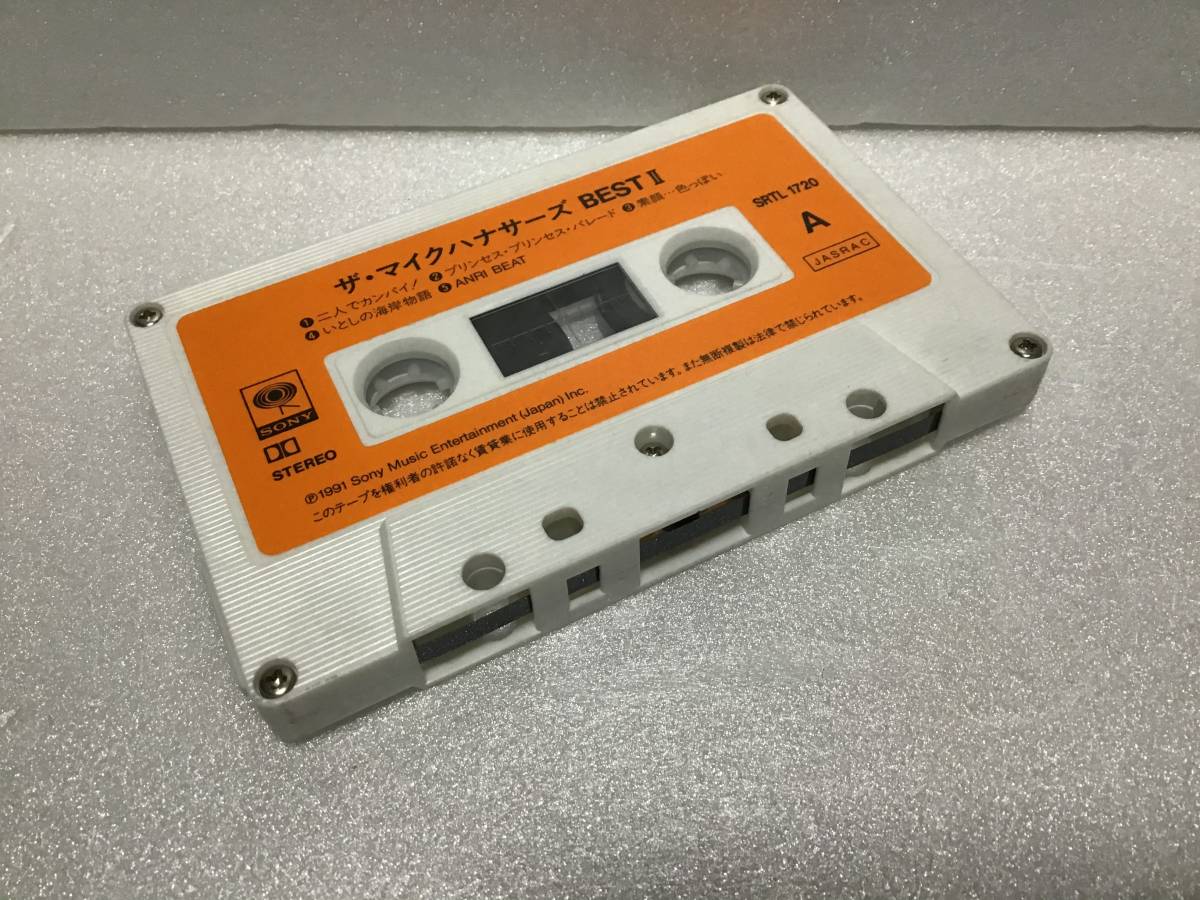 ザ・マイクハナサーズ BEST Ⅱ
❶二人でカンパイ! ❷プリンセス・プリンセス・パレード ❸素顔…色っぽい
❹いとしの海岸物語 ❺ANRI BEAT
SRTL 1720
A
JASRAC
SONY
STEREO
℗1991 Sony Music Entertainment (Japan) Inc.
このテープを権利者の許諾なく賃貸業に使用することは禁止されています。また無断複製は法律で禁じられています。